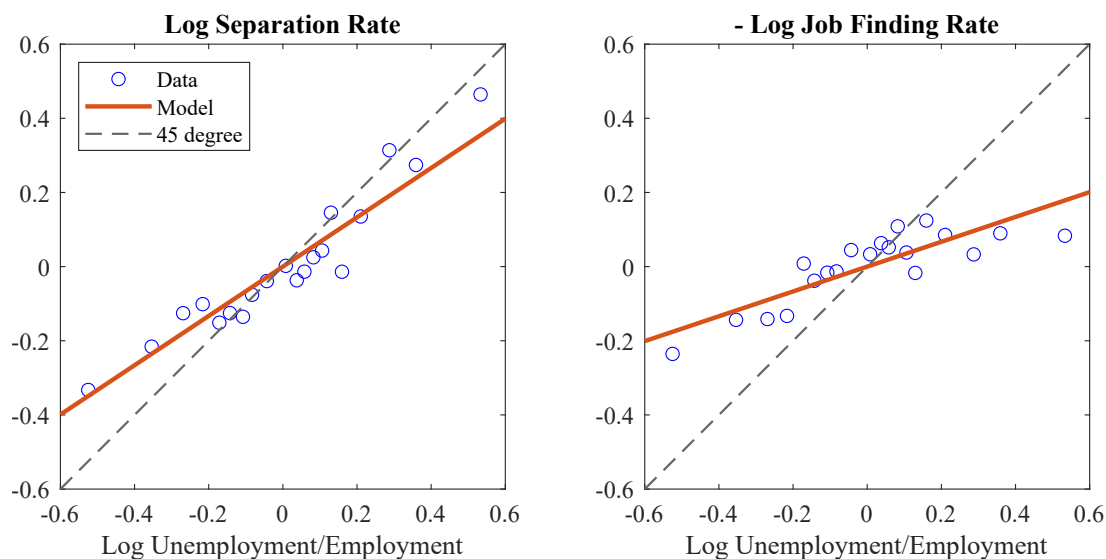 Log Separation Rate
0.6
0.4
0.2
0
-0.2
-0.4
-0.6
Data
Model
45 degree
-0.6 -0.4 -0.2 0 0.2 0.4 0.6
Log Unemployment/Employment
- Log Job Finding Rate
0.6
0.4
0.2
0
-0.2
-0.4
-0.6
-0.6 -0.4 -0.2 0 0.2 0.4 0.6
Log Unemployment/Employment